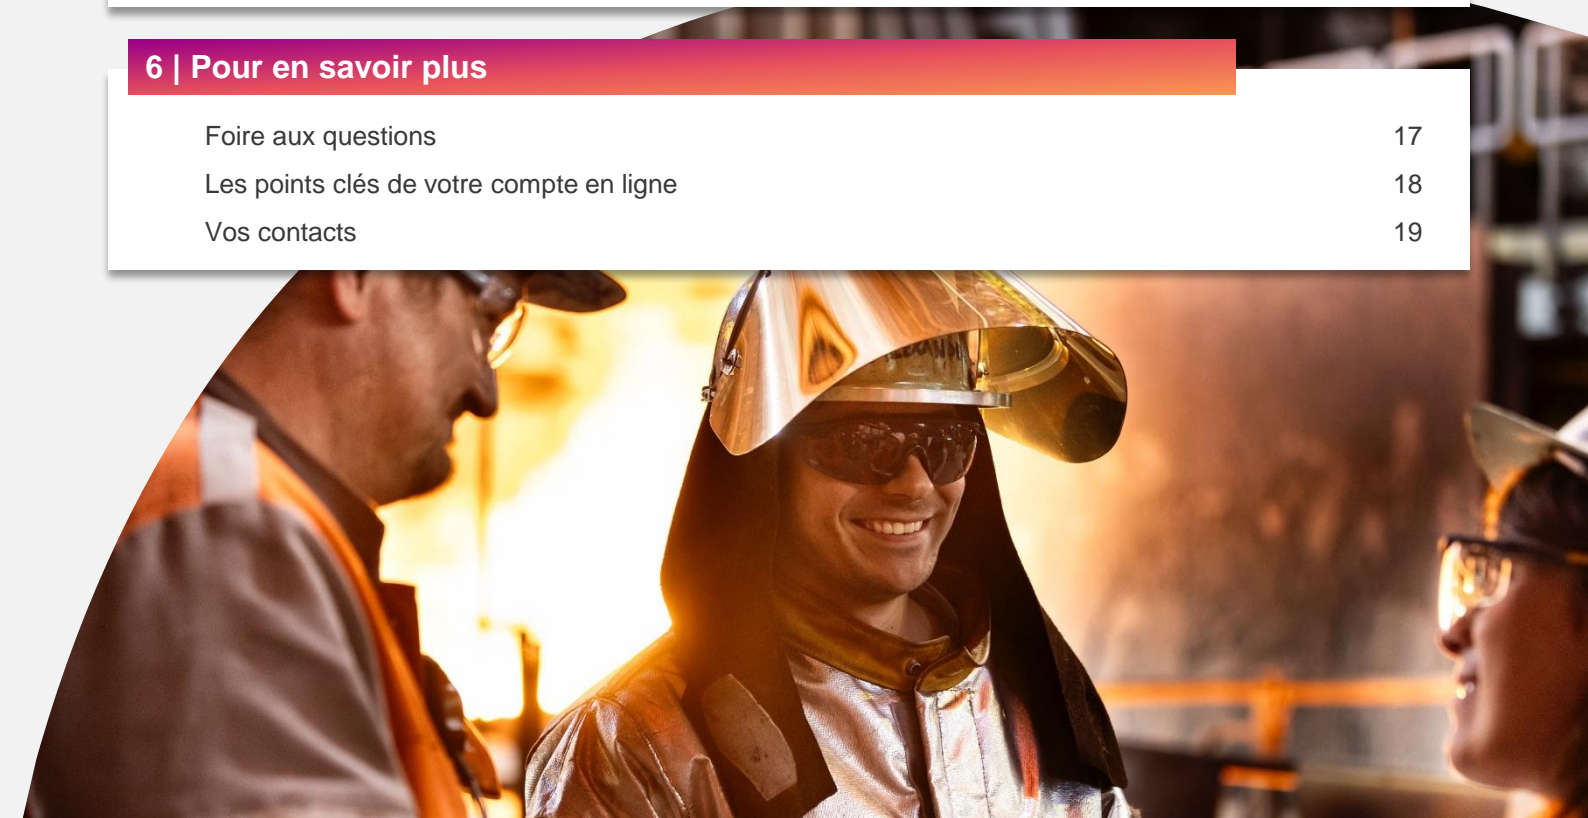 6 | Pour en savoir plus
Foire aux questions 17
Les points clés de votre compte en ligne 18
Vos contacts 19